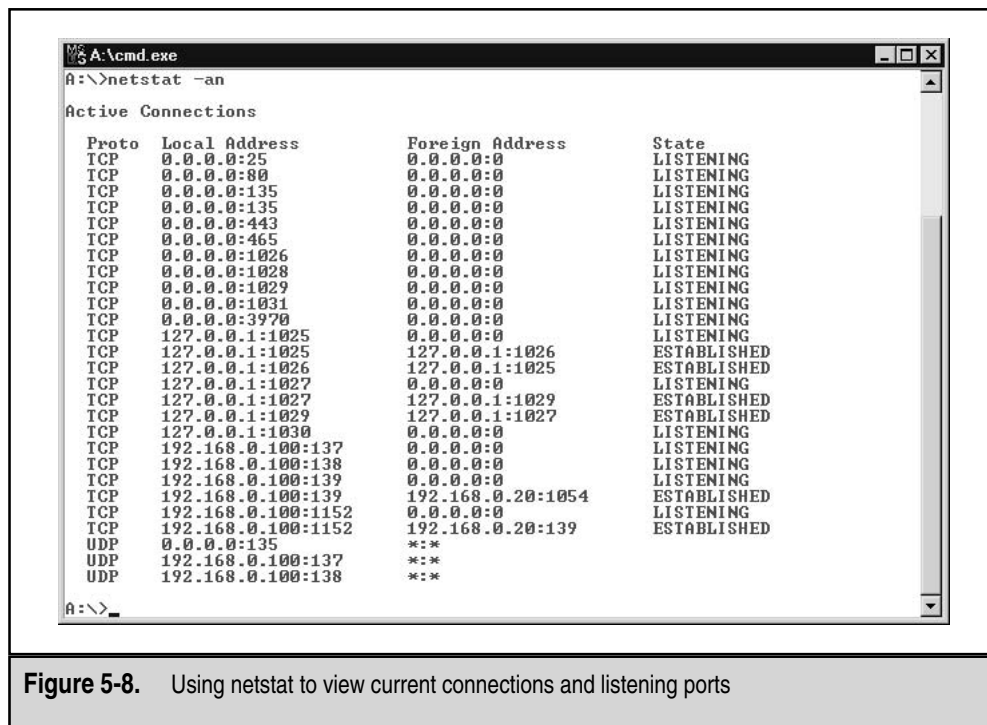 A:\cmd.exe
A:\>netstat -an
Active Connections
Proto Local Address Foreign Address State
TCP 0.0.0.0:25 0.0.0.0:0 LISTENING
TCP 0.0.0.0:80 0.0.0.0:0 LISTENING
TCP 0.0.0.0:135 0.0.0.0:0 LISTENING
TCP 0.0.0.0:135 0.0.0.0:0 LISTENING
TCP 0.0.0.0:443 0.0.0.0:0 LISTENING
TCP 0.0.0.0:465 0.0.0.0:0 LISTENING
TCP 0.0.0.0:1026 0.0.0.0:0 LISTENING
TCP 0.0.0.0:1028 0.0.0.0:0 LISTENING
TCP 0.0.0.0:1029 0.0.0.0:0 LISTENING
TCP 0.0.0.0:1031 0.0.0.0:0 LISTENING
TCP 0.0.0.0:3970 0.0.0.0:0 LISTENING
TCP 127.0.0.1:1025 0.0.0.0:0 LISTENING
TCP 127.0.0.1:1025 127.0.0.1:1026 ESTABLISHED
TCP 127.0.0.1:1026 127.0.0.1:1025 ESTABLISHED
TCP 127.0.0.1:1027 0.0.0.0:0 LISTENING
TCP 127.0.0.1:1027 127.0.0.1:1029 ESTABLISHED
TCP 127.0.0.1:1029 127.0.0.1:1027 ESTABLISHED
TCP 127.0.0.1:1030 0.0.0.0:0 LISTENING
TCP 192.168.0.100:137 0.0.0.0:0 LISTENING
TCP 192.168.0.100:138 0.0.0.0:0 LISTENING
TCP 192.168.0.100:139 0.0.0.0:0 LISTENING
TCP 192.168.0.100:139 192.168.0.20:1054 ESTABLISHED
TCP 192.168.0.100:1152 0.0.0.0:0 LISTENING
TCP 192.168.0.100:1152 192.168.0.20:139 ESTABLISHED
UDP 0.0.0.0:135 *:*
UDP 192.168.0.100:137 *:*
UDP 192.168.0.100:138 *:*
A:\>_
Figure 5-8. Using netstat to view current connections and listening ports